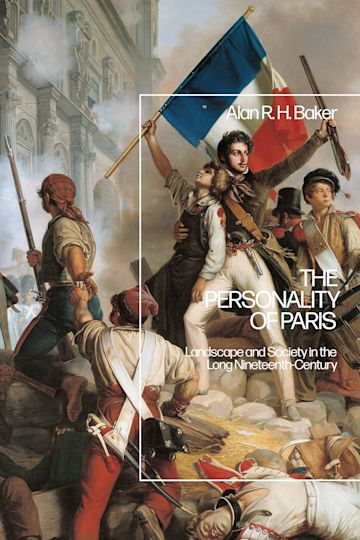 Alan R. H. Baker
THE
PERSONALITY
OF PARIS
Landscape and Society in the
Long Nineteenth-Century